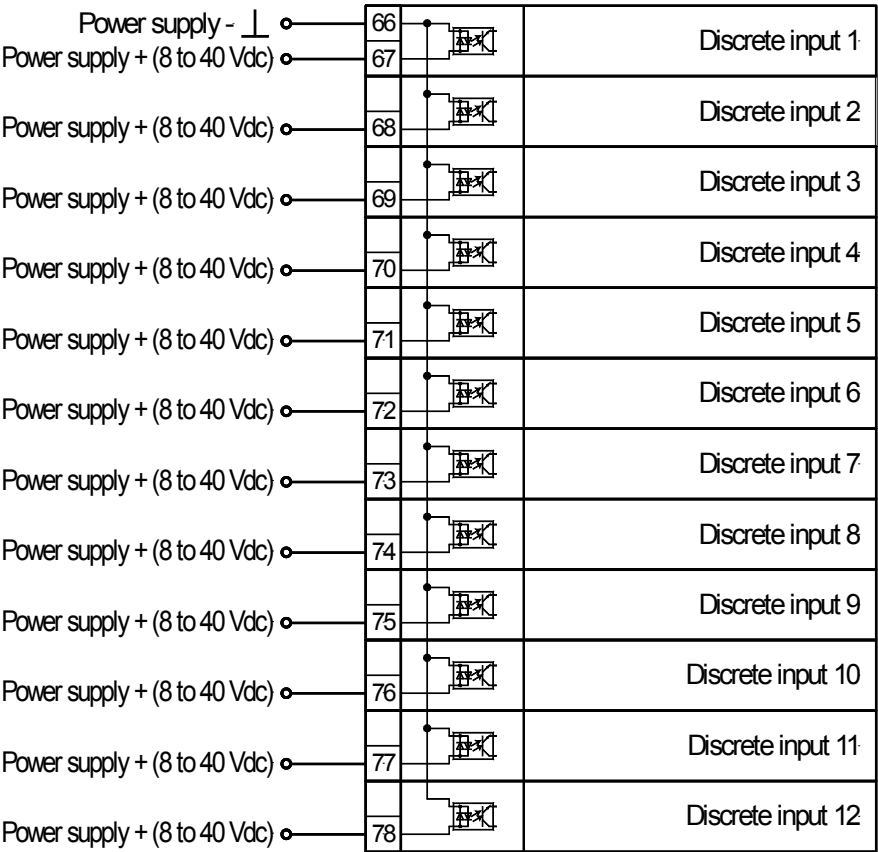 Power supply - ⊥ 66
Discrete input 1
Power supply + (8 to 40 Vdc) 67
Discrete input 2
Power supply + (8 to 40 Vdc) 68
Discrete input 3
Power supply + (8 to 40 Vdc) 69
Discrete input 4
Power supply + (8 to 40 Vdc) 70
Discrete input 5
Power supply + (8 to 40 Vdc) 71
Discrete input 6
Power supply + (8 to 40 Vdc) 72
Discrete input 7
Power supply + (8 to 40 Vdc) 73
Discrete input 8
Power supply + (8 to 40 Vdc) 74
Discrete input 9
Power supply + (8 to 40 Vdc) 75
Discrete input 10
Power supply + (8 to 40 Vdc) 76
Discrete input 11
Power supply + (8 to 40 Vdc) 77
Discrete input 12
Power supply + (8 to 40 Vdc) 78